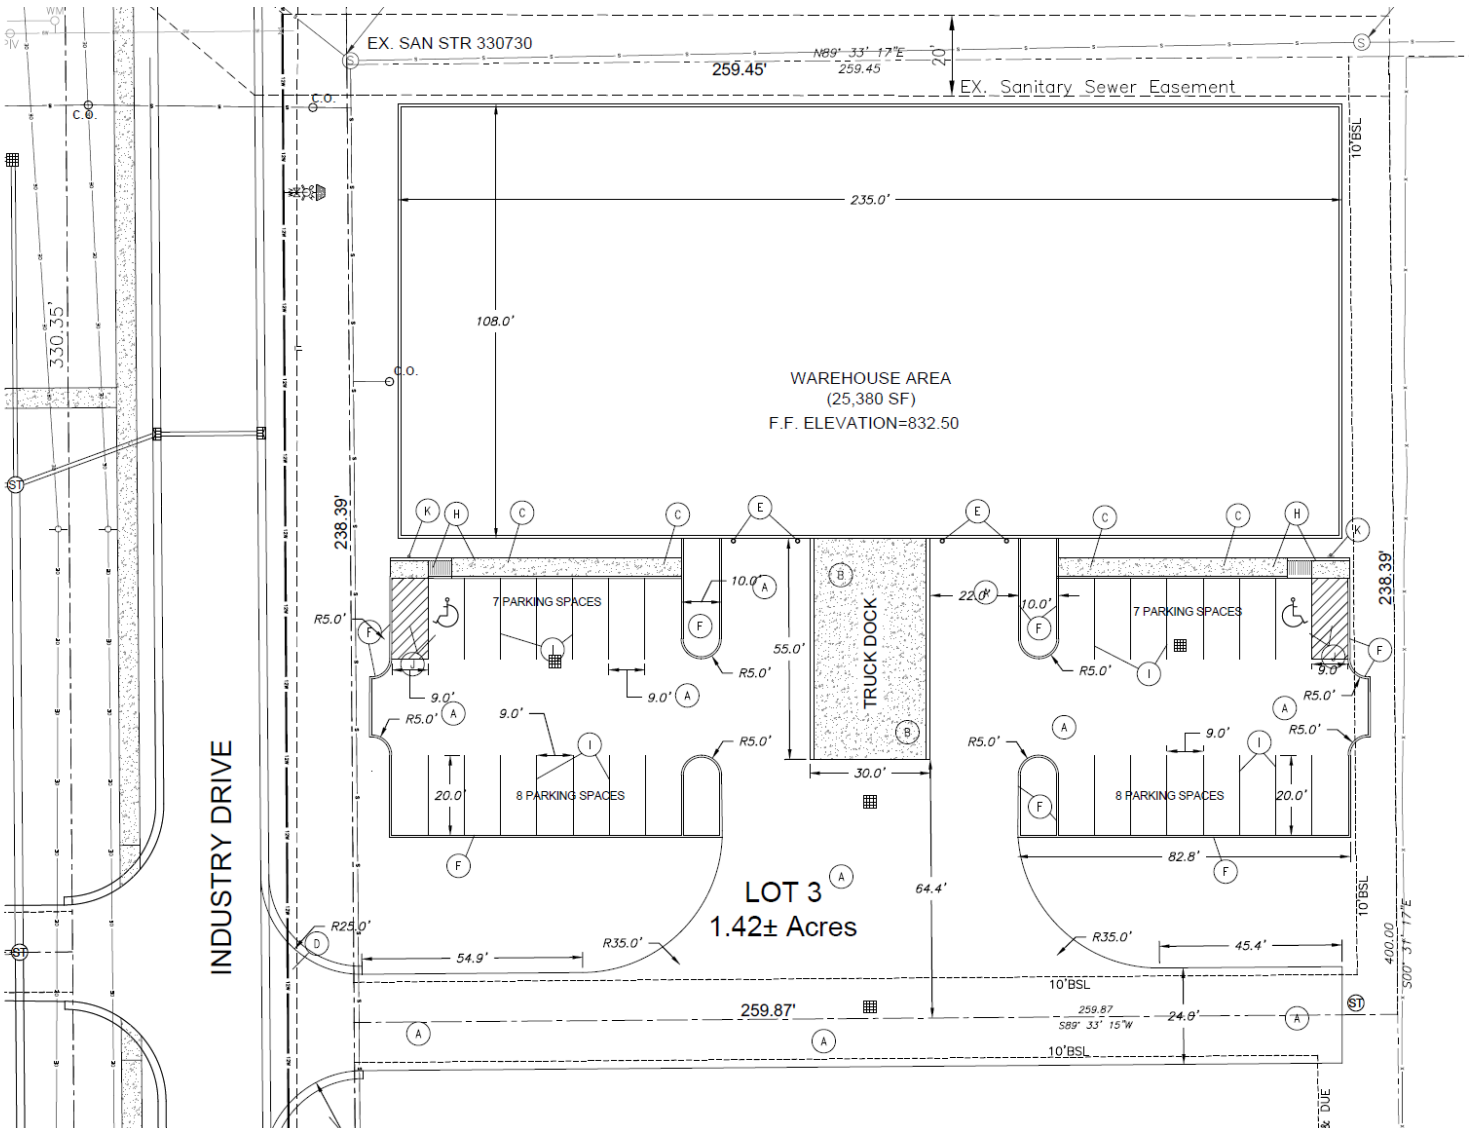 WM
PIV
EX. SAN STR 330730
S
N89° 33' 17"E
259.45'
259.45
20'
S
EX. Sanitary Sewer Easement
C.O.
C.O.
10'BSL
235.0'
330.35'
108.0'
C.O.
WAREHOUSE AREA
(25,380 SF)
F.F. ELEVATION=832.50
ST
238.39'
K
H
C
C
E
E
C
C
H
K
238.39'
B
A
10.0'
22.0'
A
10.0'
7 PARKING SPACES
7 PARKING SPACES
R5.0'
F
F
F
F
TRUCK DOCK
55.0'
J
I
J
R5.0'
R5.0'
I
9.0'
9.0'
9.0'
9.0'
A
A
R5.0'
R5.0'
A
A
R5.0'
B
R5.0'
R5.0'
R5.0'
9.0'
I
I
30.0'
20.0'
8 PARKING SPACES
8 PARKING SPACES
20.0'
F
F
F
82.8'
INDUSTRY DRIVE
A
LOT 3
1.42± Acres
64.4'
10'BSL
R25.0'
D
R35.0'
R35.0'
45.4'
54.9'
400.00
S00° 31' 17"E
ST
10'BSL
ST
259.87'
259.87
S89° 33' 15"W
24.0'
A
A
A
10'BSL
& DUE